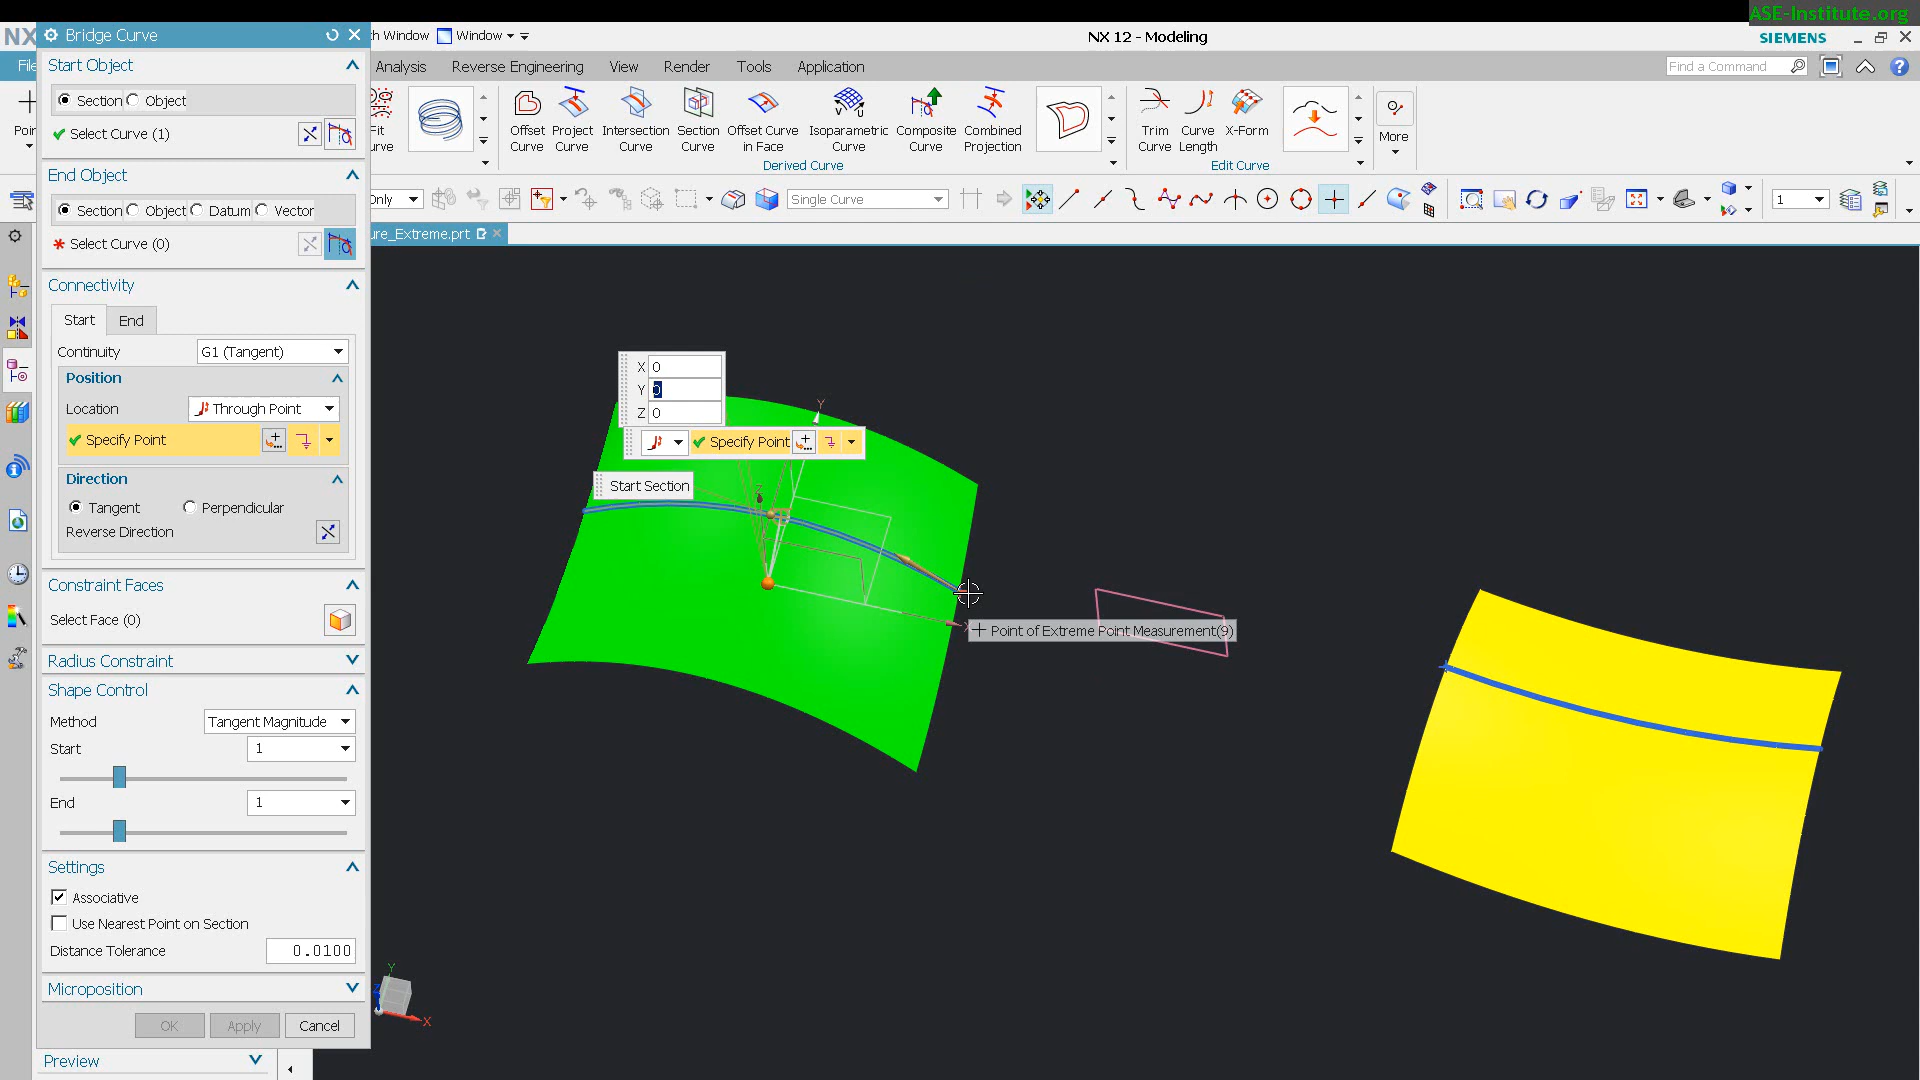 ASE-Institute.org
NX
Bridge Curve
Window
Window
NX 12 - Modeling
SIEMENS
Analysis
Reverse Engineering
View
Render
Tools
Application
Find a Command
Start Object
Section
Object
Select Curve (1)
Offset Curve
Project Curve
Intersection Curve
Section Curve
Offset Curve in Face
Isoparametric Curve
Composite Curve
Combined Projection
Derived Curve
Trim Curve
Curve Length
X-Form
Edit Curve
More
End Object
Section
Object
Datum
Vector
Select Curve (0)
Single Curve
1
ure_Extreme.prt
Connectivity
Start
End
Continuity
G1 (Tangent)
Position
Location
Through Point
Specify Point
Direction
Tangent
Perpendicular
Reverse Direction
X 0
Y 0
Z 0
Specify Point
Start Section
Y
Z
Point of Extreme Point Measurement(9)
Constraint Faces
Select Face (0)
Radius Constraint
Shape Control
Method
Tangent Magnitude
Start
1
End
1
Settings
Associative
Use Nearest Point on Section
Distance Tolerance
0.0100
Microposition
OK
Apply
Cancel
Preview
Y
X